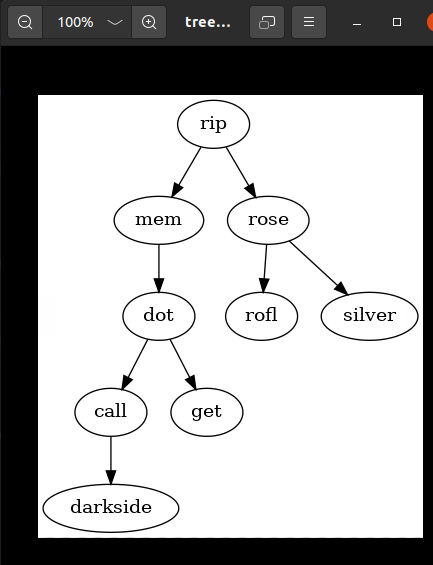 100% tree...
rip
mem rose
dot rofl silver
call get
darkside